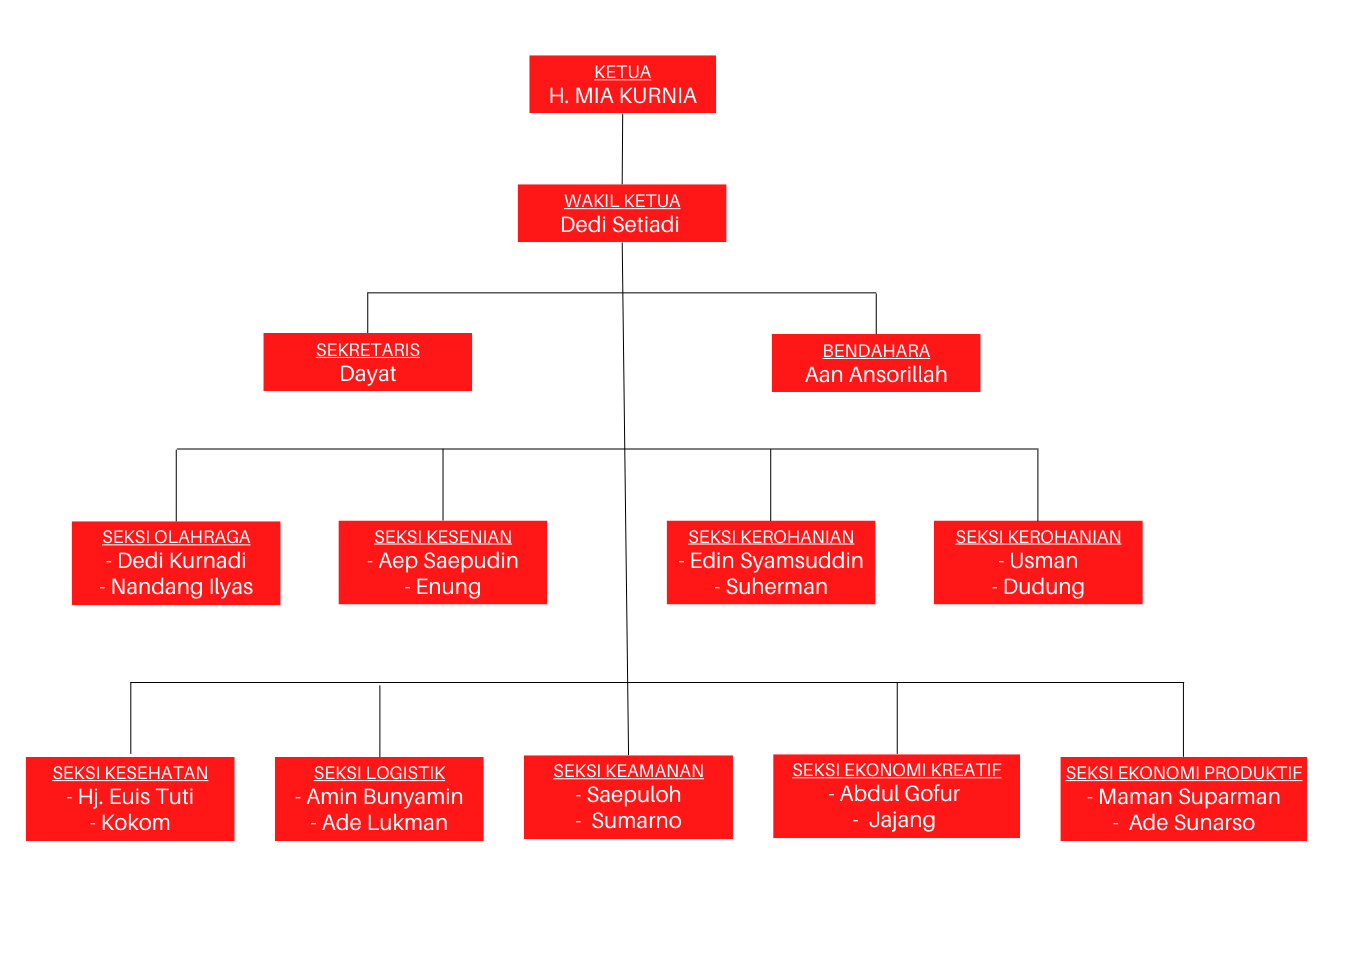 KETUA
H. MIA KURNIA
WAKIL KETUA
Dedi Setiadi
SEKRETARIS
Dayat
BENDAHARA
Aan Ansorillah
SEKSI OLAHRAGA
- Dedi Kurnadi
- Nandang Ilyas
SEKSI KESENIAN
- Aep Saepudin
- Enung
SEKSI KEROHANIAN
- Edin Syamsuddin
- Suherman
SEKSI KEROHANIAN
- Usman
- Dudung
SEKSI KESEHATAN
- Hj. Euis Tuti
- Kokom
SEKSI LOGISTIK
- Amin Bunyamin
- Ade Lukman
SEKSI KEAMANAN
- Saepuloh
- Sumarno
SEKSI EKONOMI KREATIF
- Abdul Gofur
- Jajang
SEKSI EKONOMI PRODUKTIF
- Maman Suparman
- Ade Sunarso